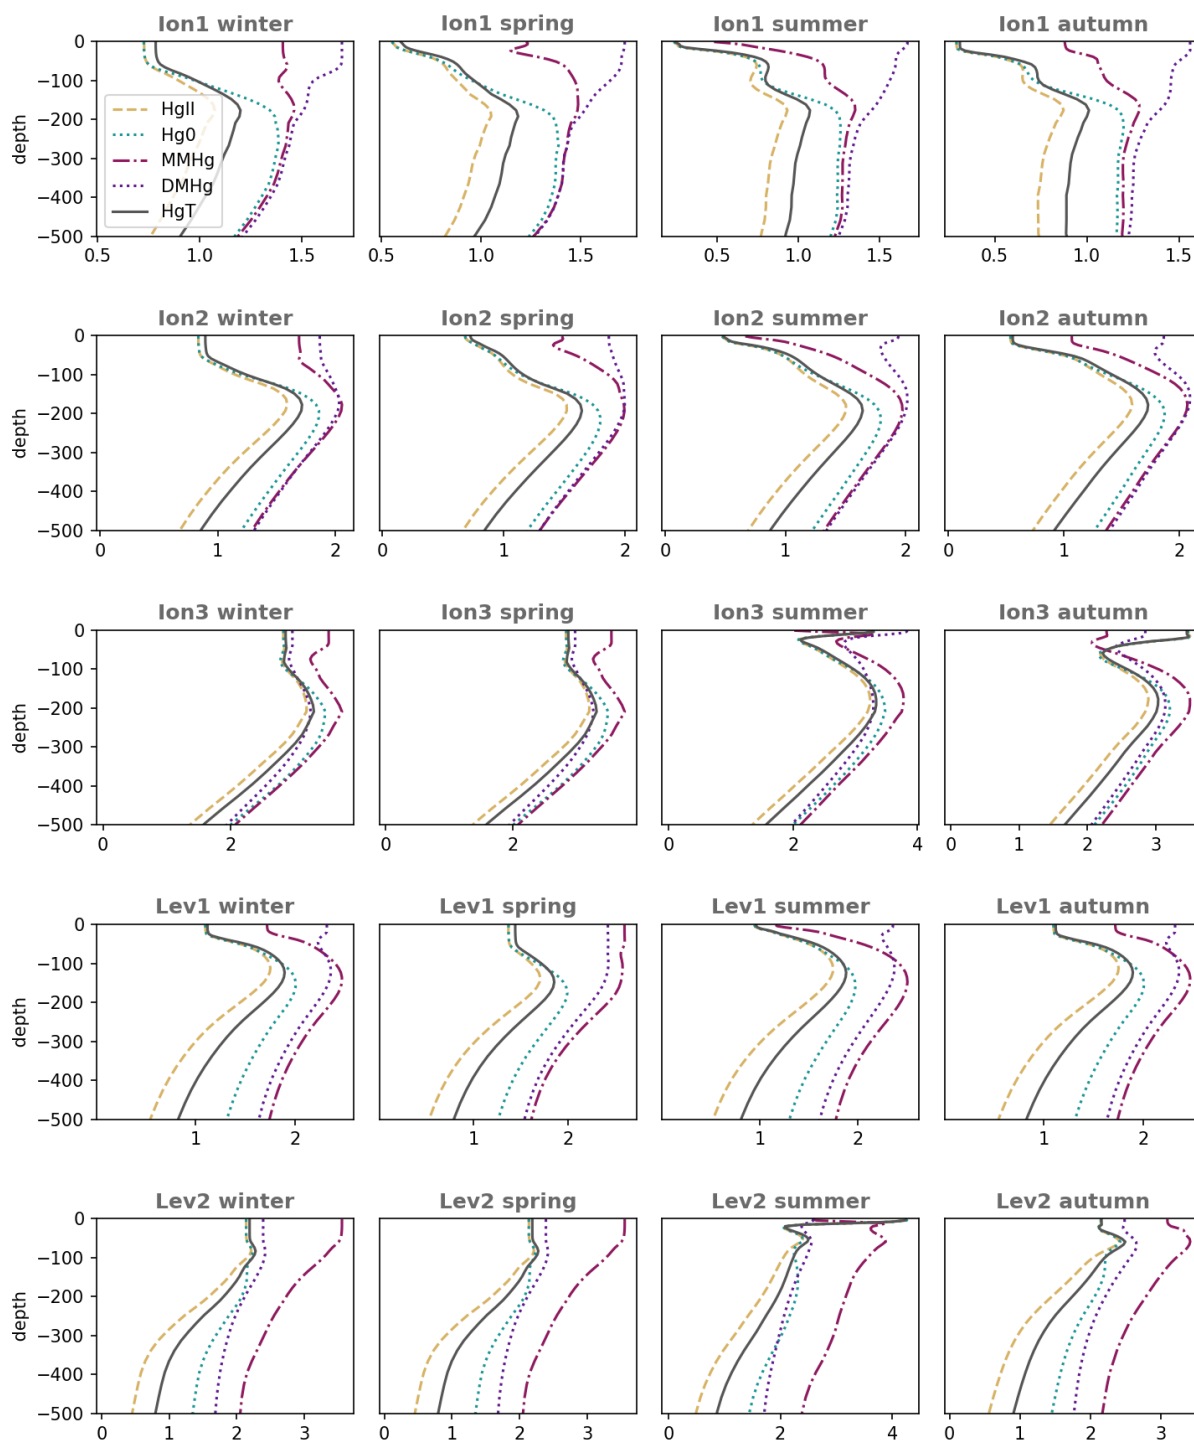 Ion1 winter Ion1 spring Ion1 summer Ion1 autumn
0
−100
−200
−300
−400
−500
depth
HgII
Hg0
MMHg
DMHg
HgT
0.5 1.0 1.5 0.5 1.0 1.5 0.5 1.0 1.5 0.5 1.0 1.5
Ion2 winter Ion2 spring Ion2 summer Ion2 autumn
0
−100
−200
−300
−400
−500
depth
0 1 2 0 1 2 0 1 2 0 1 2
Ion3 winter Ion3 spring Ion3 summer Ion3 autumn
0
−100
−200
−300
−400
−500
depth
0 2 0 2 0 2 4 0 1 2 3
Lev1 winter Lev1 spring Lev1 summer Lev1 autumn
0
−100
−200
−300
−400
−500
depth
1 2 1 2 1 2 1 2
Lev2 winter Lev2 spring Lev2 summer Lev2 autumn
0
−100
−200
−300
−400
−500
depth
0 1 2 3 0 1 2 3 0 1 2 3 4 0 1 2 3